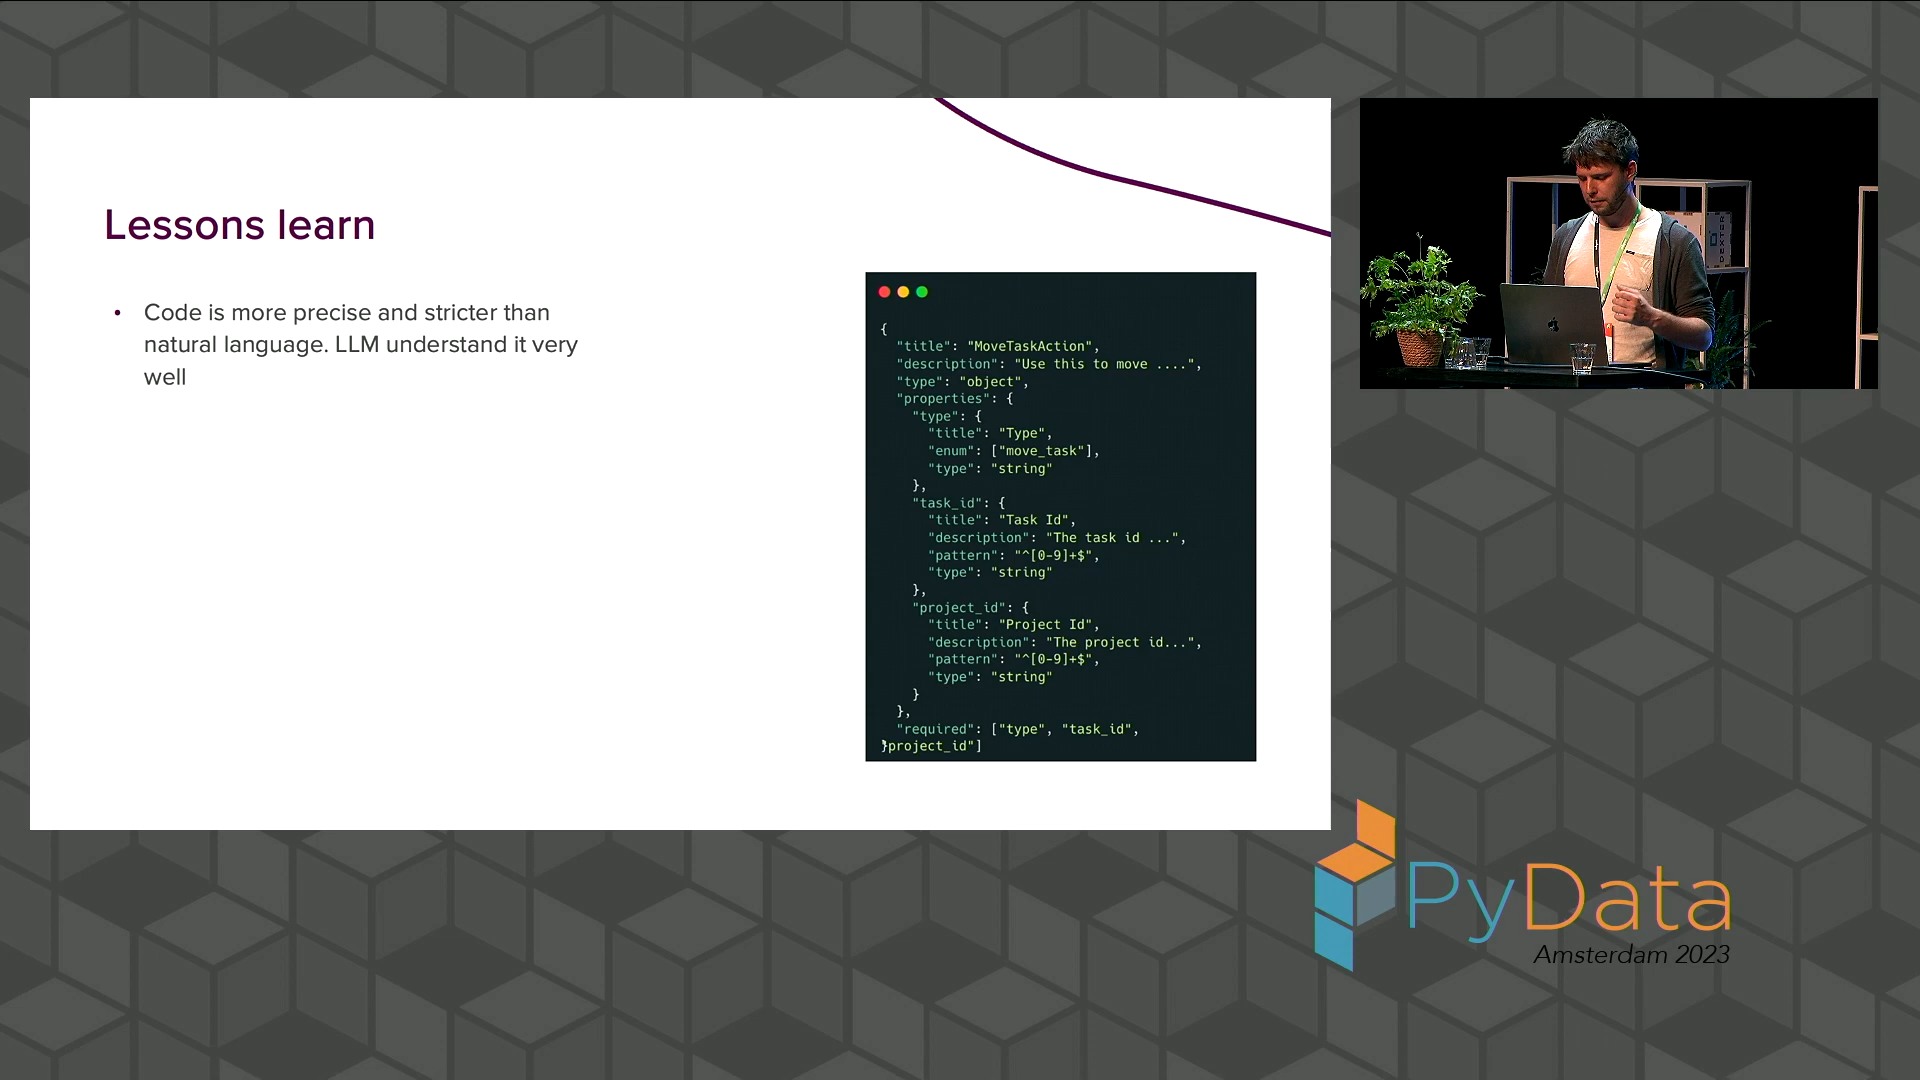 Lessons learn
• Code is more precise and stricter than
natural language. LLM understand it very
well
{
"title": "MoveTaskAction",
"description": "Use this to move ....",
"type": "object",
"properties": {
"type": {
"title": "Type",
"enum": ["move_task"],
"type": "string"
},
"task_id": {
"title": "Task Id",
"description": "The task id ...",
"pattern": "^[0-9]+$",
"type": "string"
},
"project_id": {
"title": "Project Id",
"description": "The project id...",
"pattern": "^[0-9]+$",
"type": "string"
}
},
"required": ["type", "task_id",
"project_id"]
}
DEXTER
PyData
Amsterdam 2023